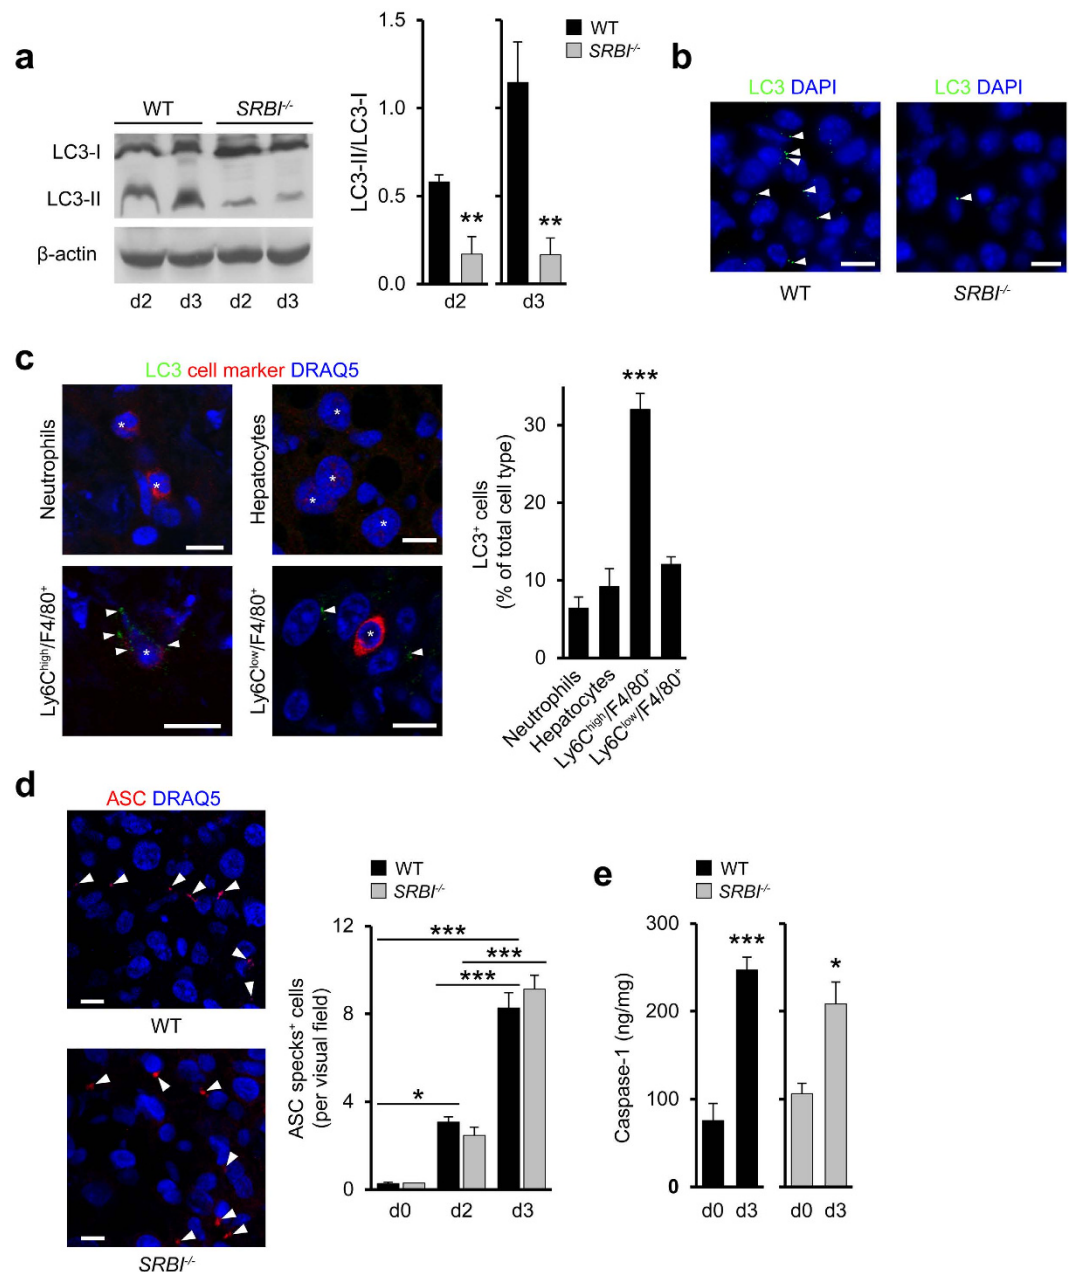 a
WT SRBI-/-
LC3-I
LC3-II
β-actin
d2 d3 d2 d3
LC3-II/LC3-I
1.5
1.0
0.5
0.0
** **
d2 d3
WT
SRBI-/-
b
LC3 DAPI LC3 DAPI
WT SRBI-/-
c
LC3 cell marker DRAQ5
Neutrophils
* *
Hepatocytes
* * * *
Ly6Chigh/F4/80+
*
Ly6Clow/F4/80+
*
LC3+ cells
(% of total cell type)
30
20
10
0
***
Neutrophils
Hepatocytes
Ly6Chigh/F4/80+
Ly6Clow/F4/80+
d
ASC DRAQ5
WT
SRBI-/-
WT
SRBI-/-
ASC specks+ cells
(per visual field)
12
8
4
0
***
***
***
*
d0 d2 d3
e
WT
SRBI-/-
Caspase-1 (ng/mg)
300
200
100
0
*** *
d0 d3 d0 d3